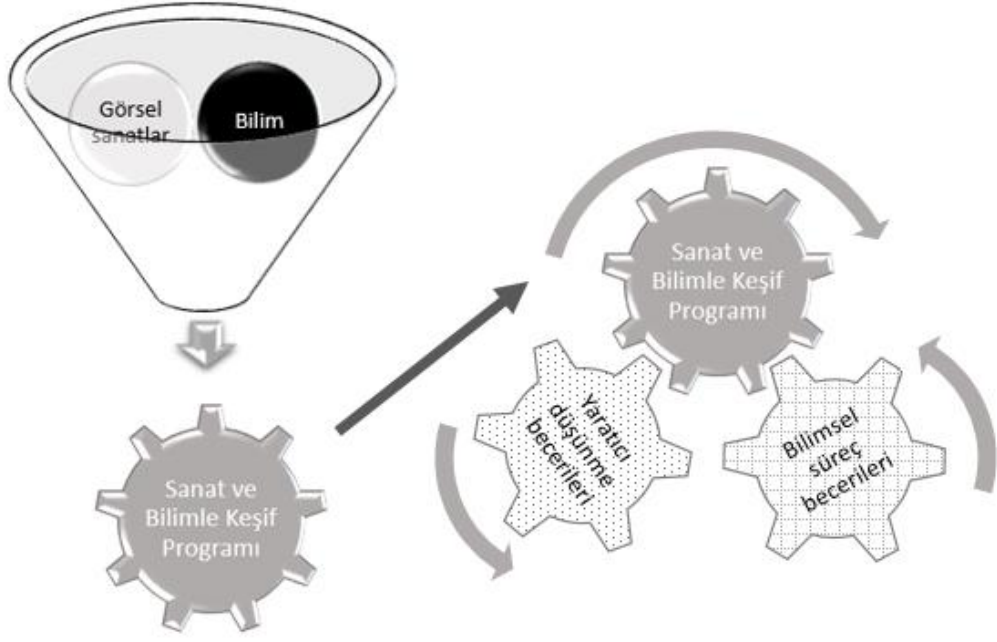 Görsel
sanatlar
Bilim
Sanat ve
Bilimle Keşif
Programı
Sanat ve
Bilimle Keşif
Programı
Yaratıcı
düşünme
becerileri
Bilimsel
süreç
becerileri